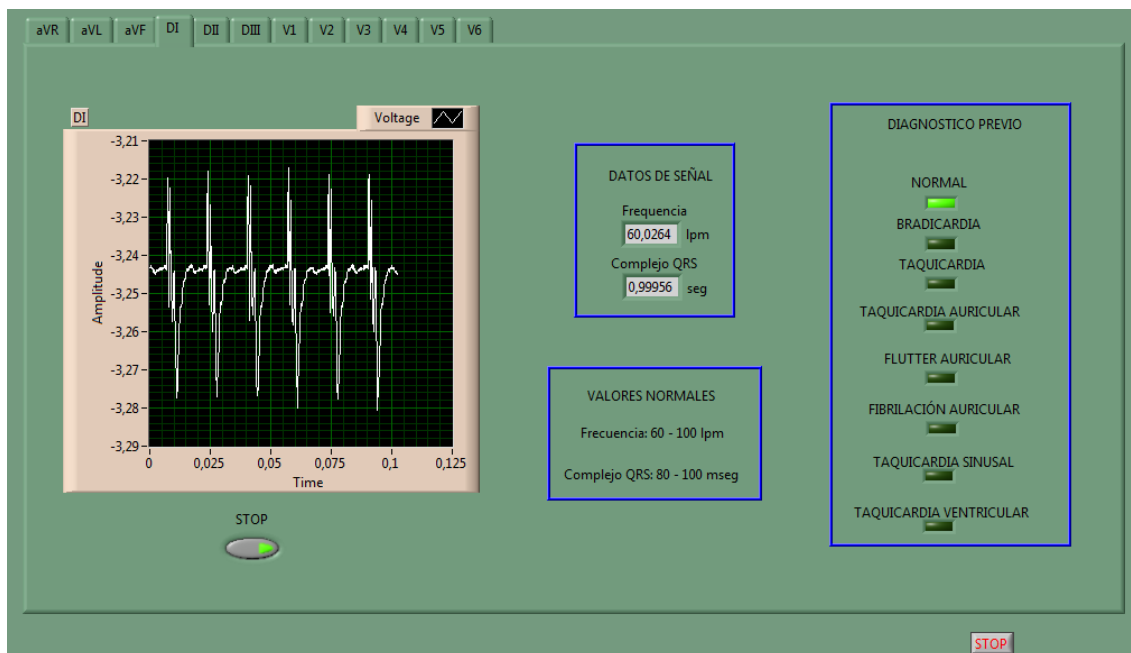 aVR aVL aVF DI DII DIII V1 V2 V3 V4 V5 V6
DI
Voltage
-3,21
-3,22
-3,23
-3,24
-3,25
-3,26
-3,27
-3,28
-3,29
Amplitude
0 0,025 0,05 0,075 0,1 0,125
Time
STOP
DATOS DE SEÑAL
Frequencia
60,0264 lpm
Complejo QRS
0,99956 seg
VALORES NORMALES
Frecuencia: 60 - 100 lpm
Complejo QRS: 80 - 100 mseg
DIAGNOSTICO PREVIO
NORMAL
BRADICARDIA
TAQUICARDIA
TAQUICARDIA AURICULAR
FLUTTER AURICULAR
FIBRILACIÓN AURICULAR
TAQUICARDIA SINUSAL
TAQUICARDIA VENTRICULAR
STOP